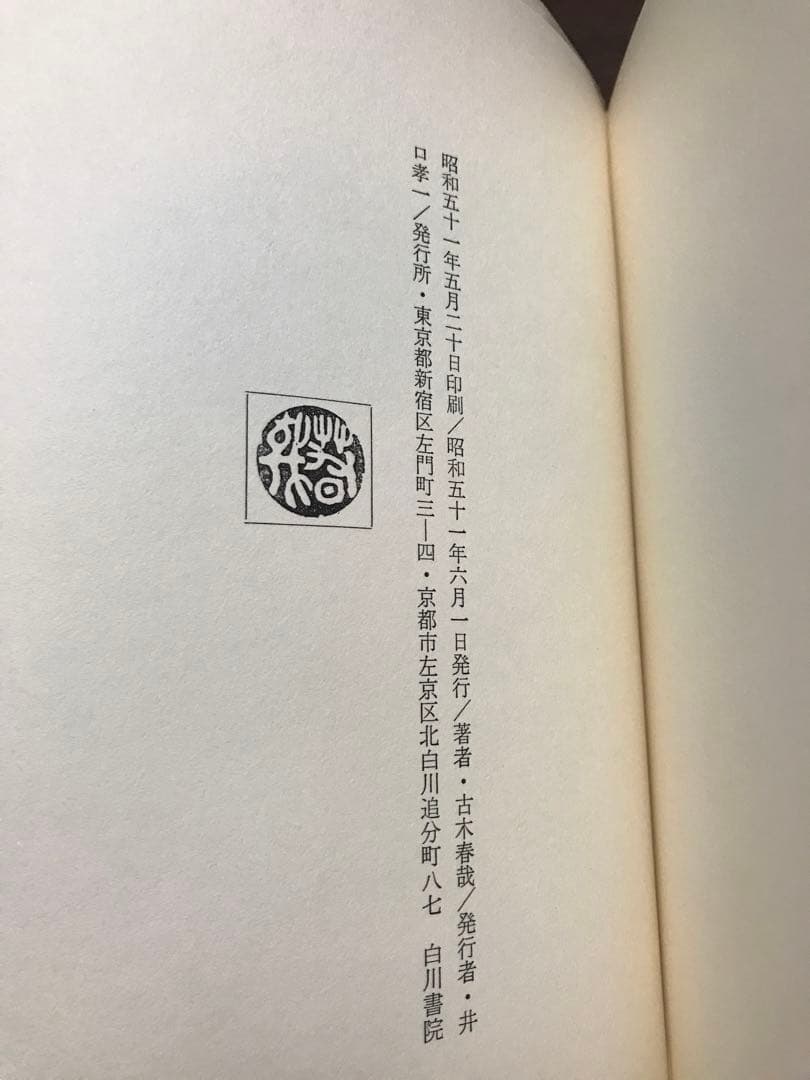 昭和五十一年五月二十日印刷/昭和五十一年六月一日発行/著者・古木春哉/発行者・井
口孝一/発行所・東京都新宿区左門町三―四・京都市左京区北白川追分町八七　白川書院